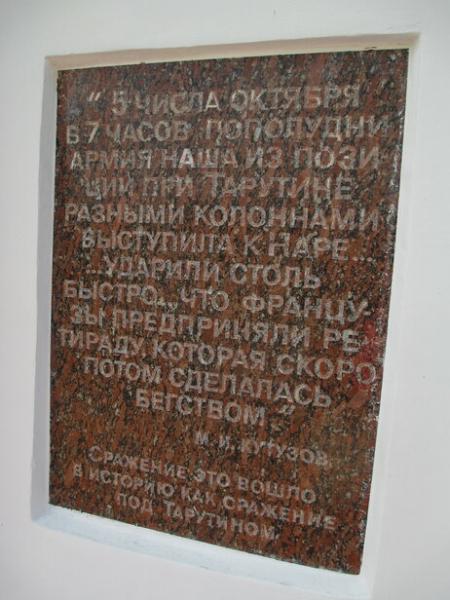 " 5 ЧИСЛА ОКТЯБРЯ
В 7 ЧАСОВ ПОПОЛУДНИ
АРМИЯ НАША ИЗ ПОЗИ-
ЦИИ ПРИ ТАРУТИНЕ
РАЗНЫМИ КОЛОННАМИ
ВЫСТУПИЛА К НАРЕ...
...УДАРИЛИ СТОЛЬ
БЫСТРО..., ЧТО ФРАНЦУ-
ЗЫ ПРЕДПРИНЯЛИ РЕ-
ТИРАДУ, КОТОРАЯ СКОРО
ПОТОМ СДЕЛАЛАСЬ
БЕГСТВОМ "
М. И. КУТУЗОВ.
СРАЖЕНИЕ ЭТО ВОШЛО
В ИСТОРИЮ КАК СРАЖЕНИЕ
ПОД ТАРУТИНОМ.